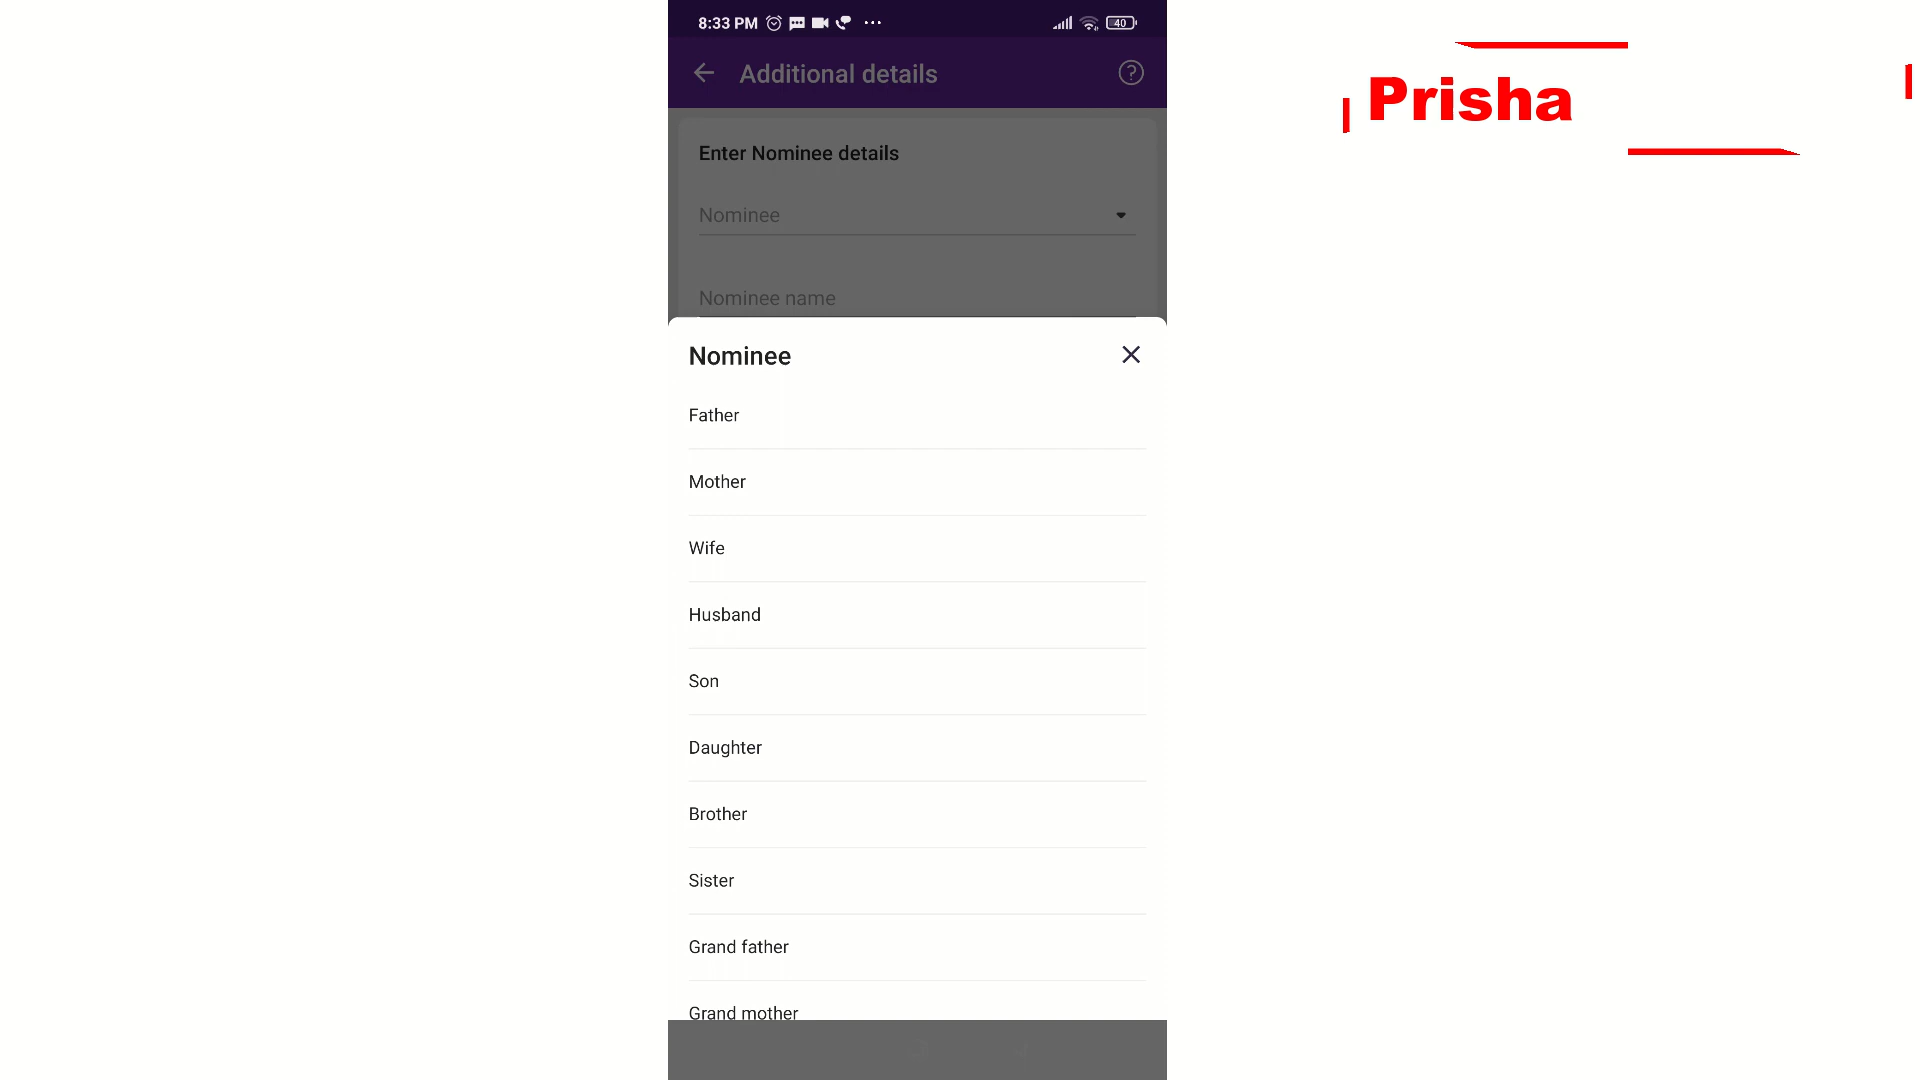 8:33 PM
40
Additional details
Prisha
Enter Nominee details
Nominee
Nominee name
Nominee
Father
Mother
Wife
Husband
Son
Daughter
Brother
Sister
Grand father
Grand mother